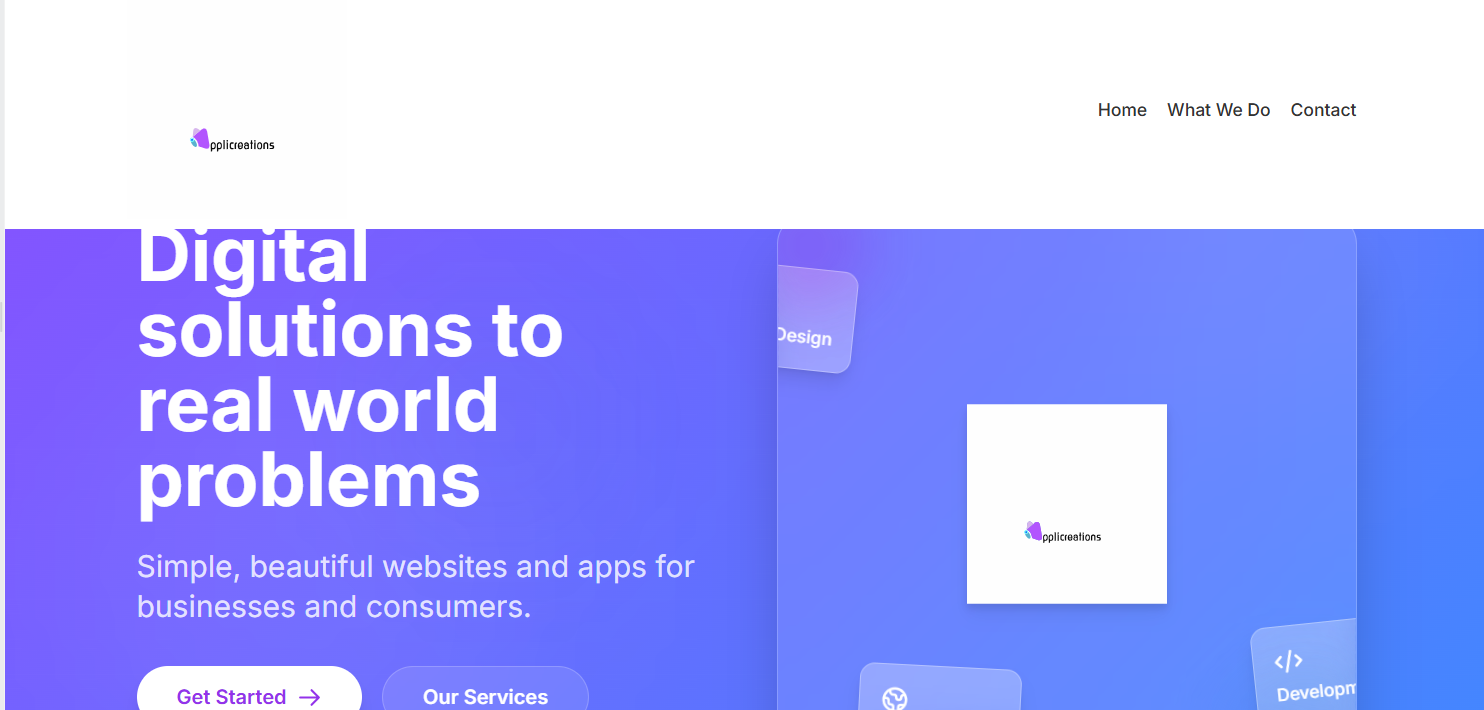 pplicreations
Home What We Do Contact
Digital
solutions to
real world
problems
Simple, beautiful websites and apps for
businesses and consumers.
Get Started
Our Services
Design
pplicreations
</> 
Developm